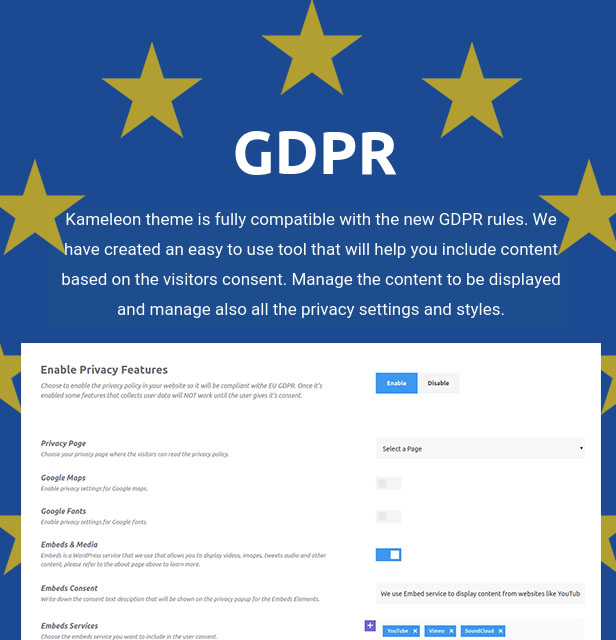 GDPR
Kameleon theme is fully compatible with the new GDPR rules. We
have created an easy to use tool that will help you include content
based on the visitors consent. Manage the content to be displayed
and manage also all the privacy settings and styles.
Enable Privacy Features
Choose to enable the privacy policy in your website so it will be compliant withe EU GDPR. Once it's
enabled some features that collects user data will NOT work until the user gives it's consent.
Enable Disable
Privacy Page
Choose your privacy page where the visitors can read the privacy policy.
Select a Page
Google Maps
Enable privacy settings for Google maps.
Google Fonts
Enable privacy settings for Google fonts.
Embeds & Media
Embeds is a WordPress service that we use that allows you to display videos, images, tweets audio and other
content, please refer to the about page above to learn more.
Embeds Consent
Write down the consent text desciption that will be shown on the privacy popup for the Embeds Elements.
We use Embed service to display content from websites like YouTub
Embeds Services
Choose the embeds service you want to include in the user consent.
+ YouTube × Vimeo × SoundCloud ×